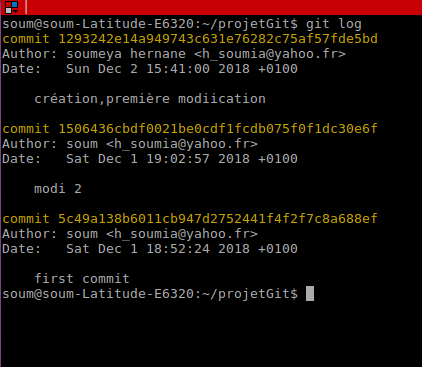 soum@soum-Latitude-E6320:~/projetGit$ git log
commit 1293242e14a949743c631e76282c75af57fde5bd
Author: soumeya hernane <h_soumia@yahoo.fr>
Date:   Sun Dec 2 15:41:00 2018 +0100
création,première modiication
commit 1506436cbdf0021be0cdf1fcdb075f0f1dc30e6f
Author: soum <h_soumia@yahoo.fr>
Date:   Sat Dec 1 19:02:57 2018 +0100
modi 2
commit 5c49a138b6011cb947d2752441f4f2f7c8a688ef
Author: soum <h_soumia@yahoo.fr>
Date:   Sat Dec 1 18:52:24 2018 +0100
first commit
soum@soum-Latitude-E6320:~/projetGit$